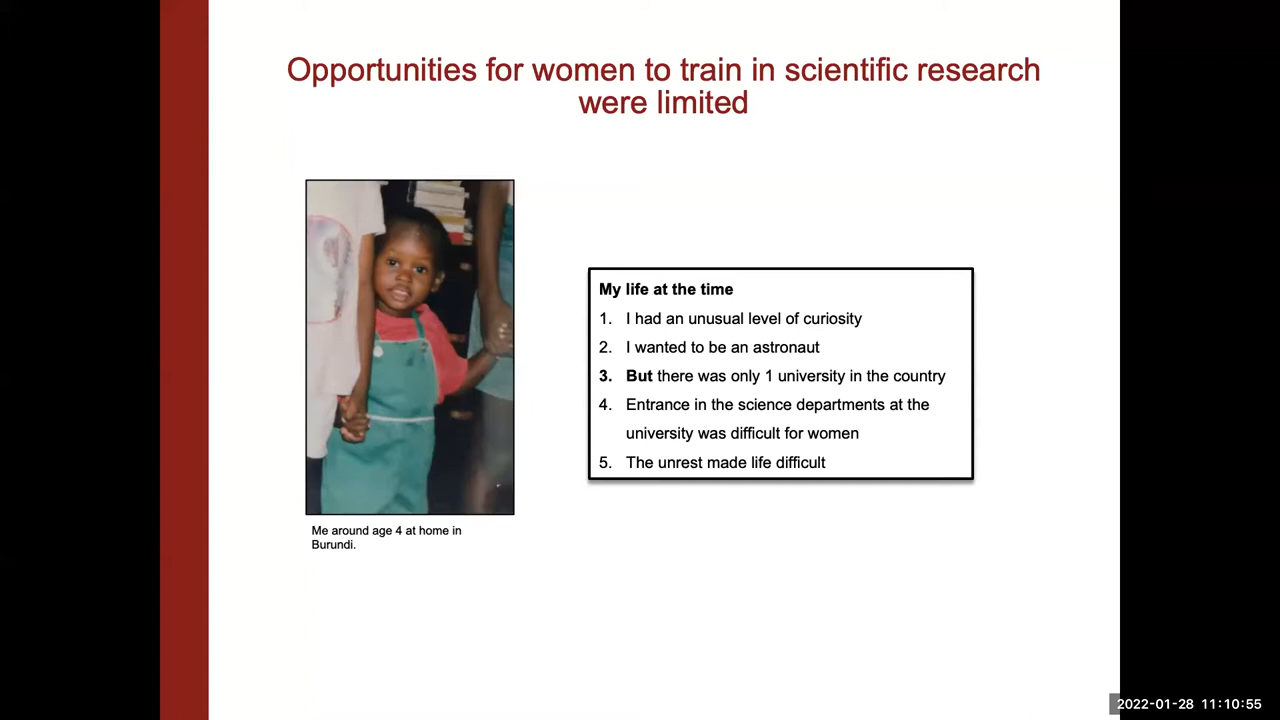 Opportunities for women to train in scientific research
were limited
My life at the time
1. I had an unusual level of curiosity
2. I wanted to be an astronaut
3. But there was only 1 university in the country
4. Entrance in the science departments at the
university was difficult for women
5. The unrest made life difficult
Me around age 4 at home in
Burundi.
2022-01-28 11:10:55